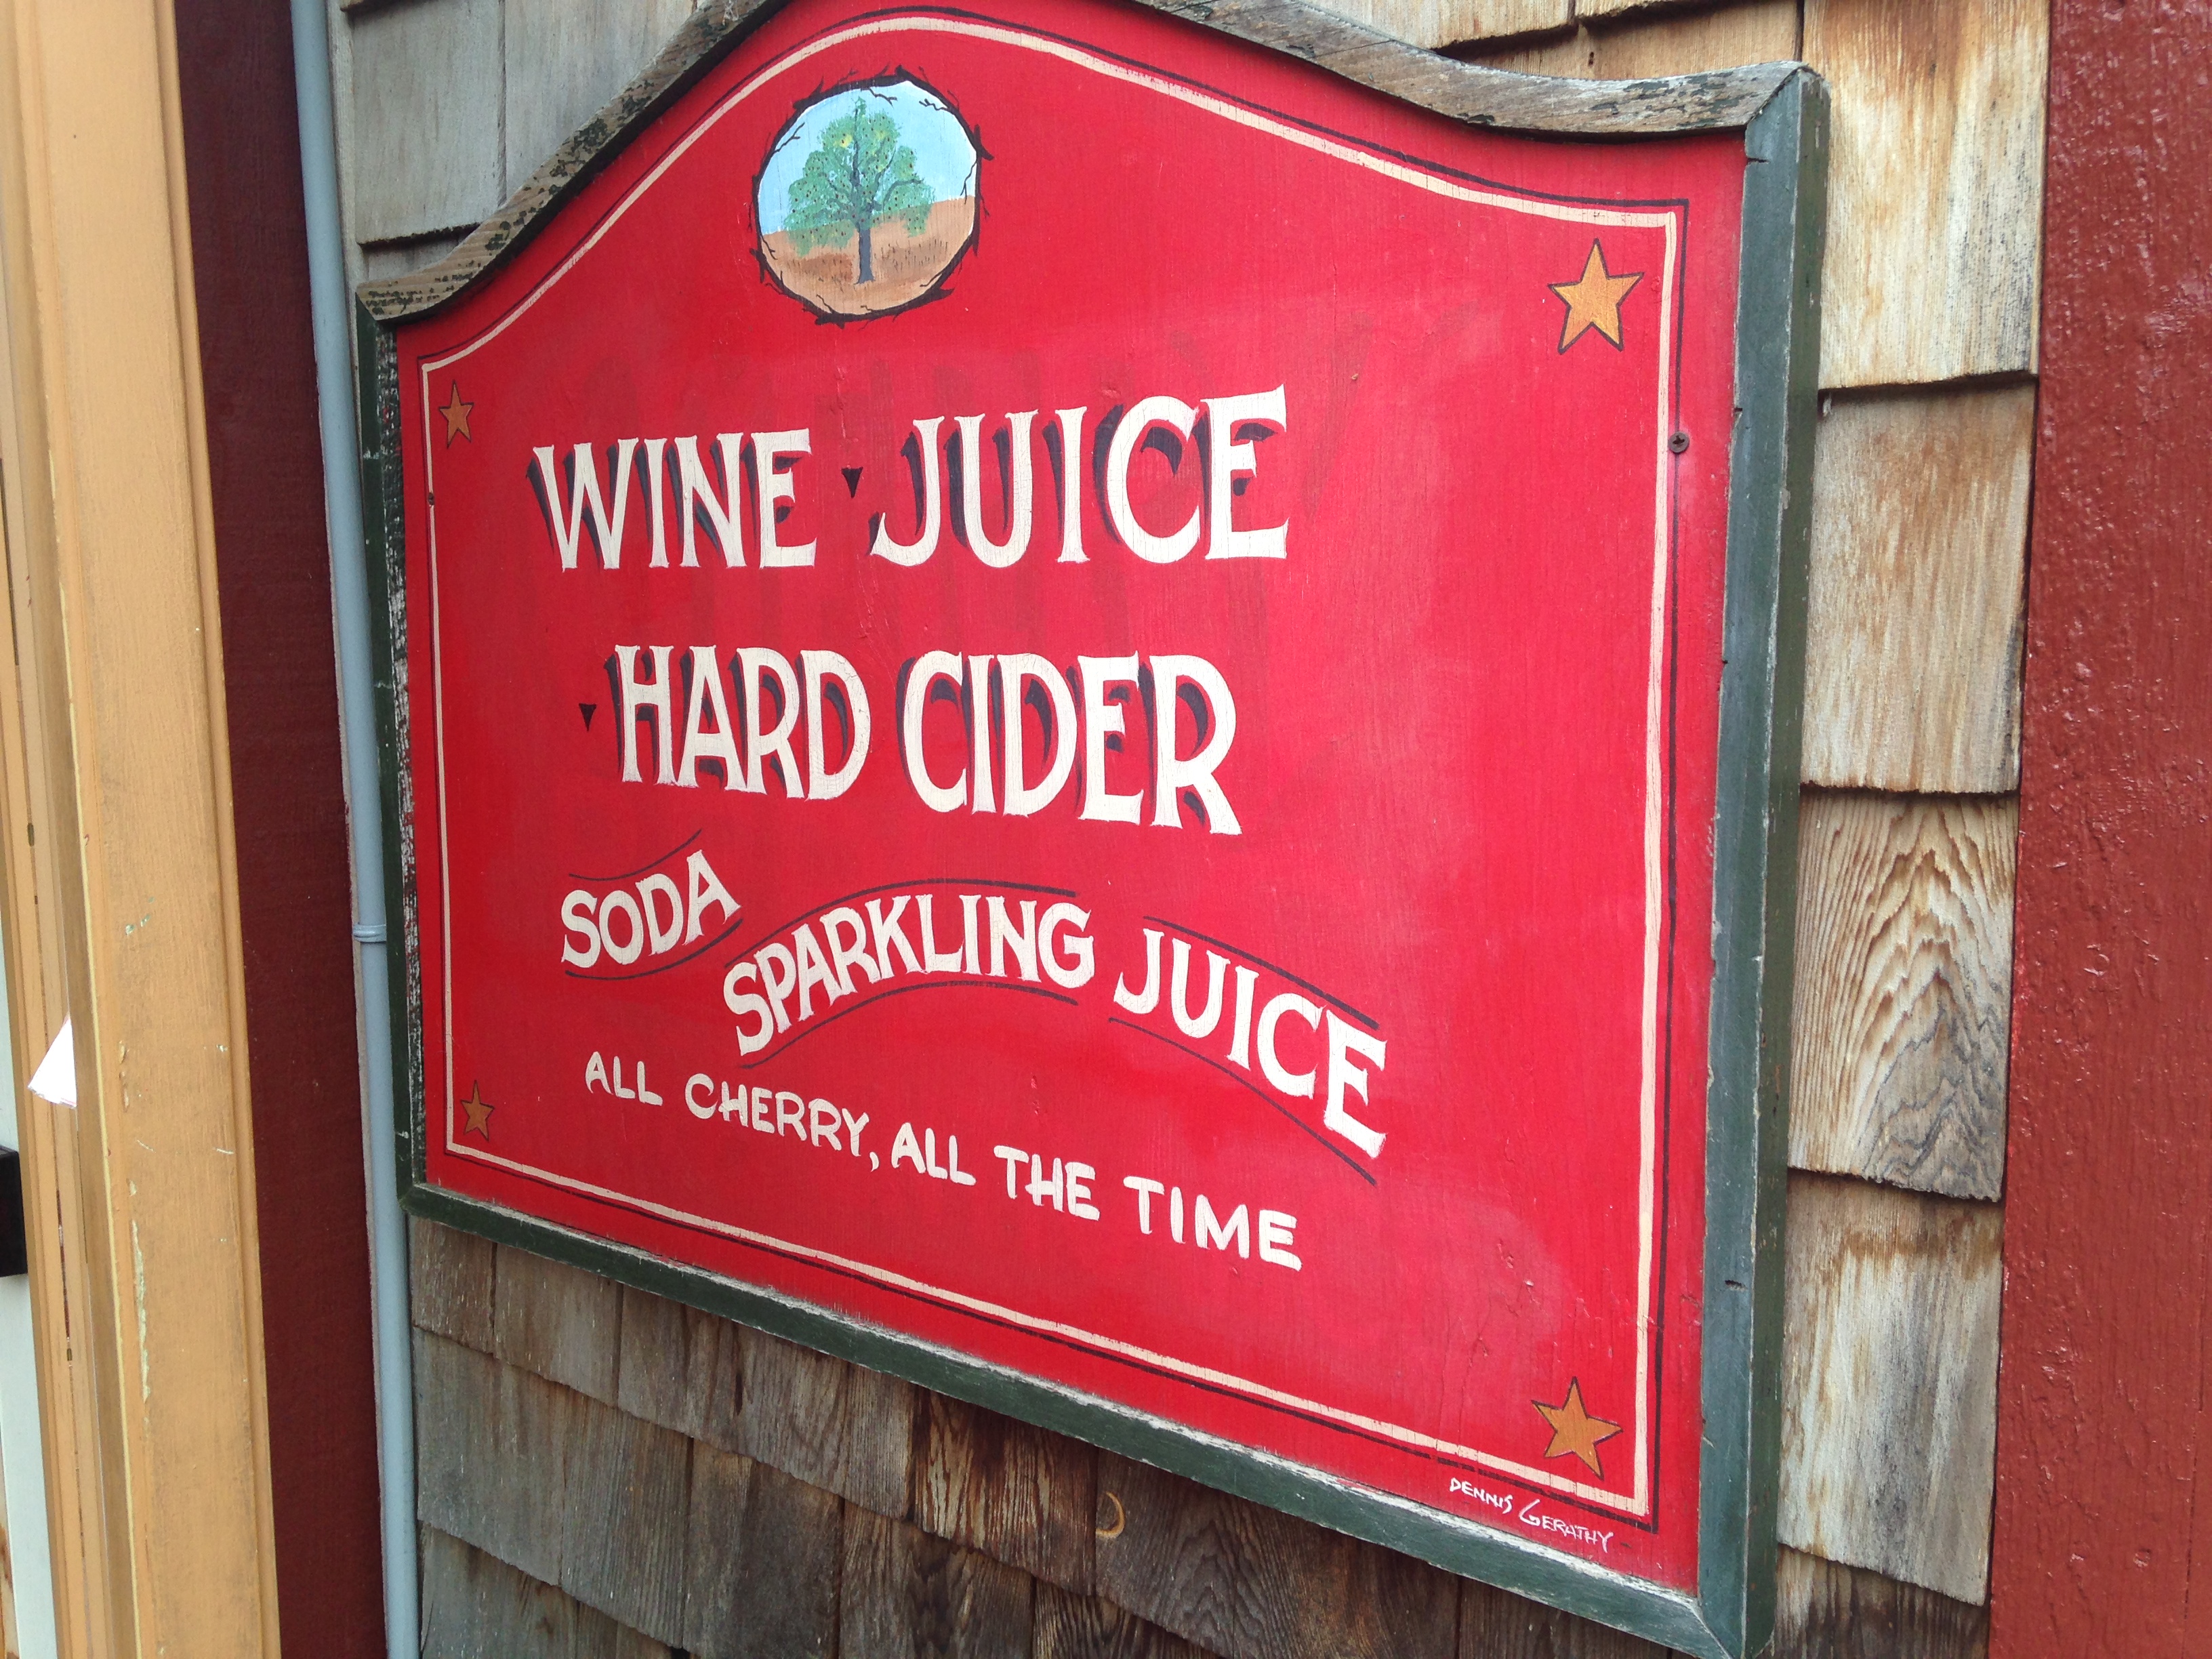 WINE JUICE
HARD CIDER
SODA SPARKLING JUICE
ALL CHERRY, ALL THE TIME
DENNIS GERATHY